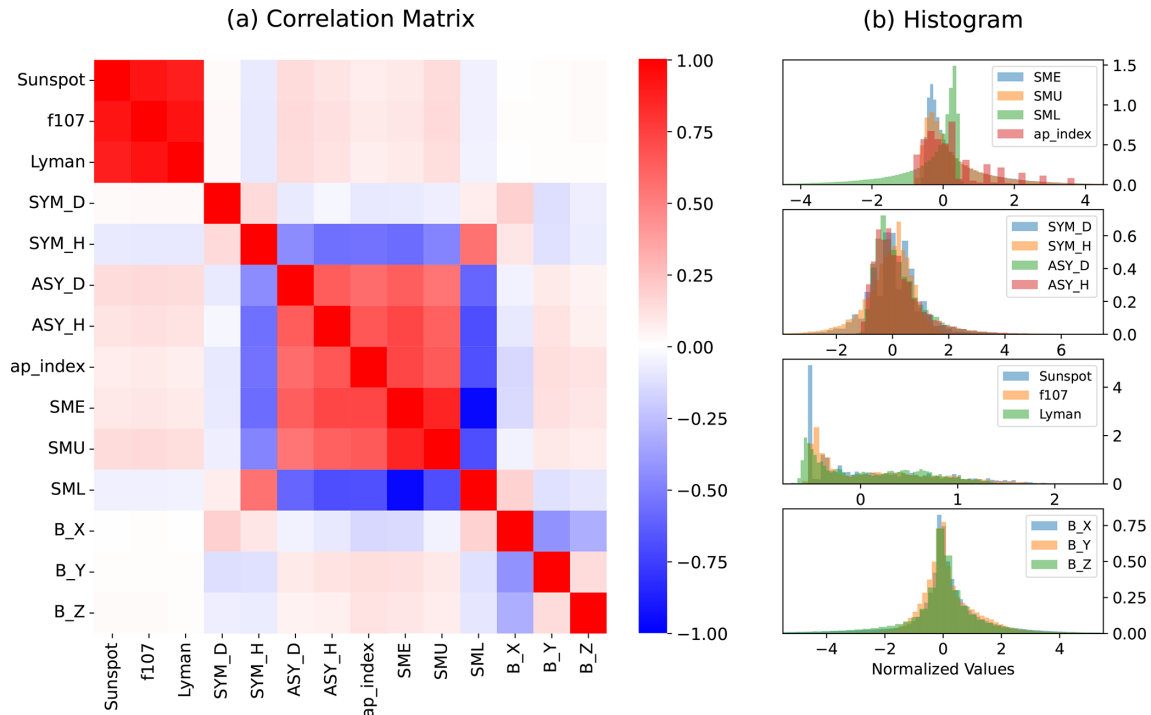 (a) Correlation Matrix
Sunspot
f107
Lyman
SYM_D
SYM_H
ASY_D
ASY_H
ap_index
SME
SMU
SML
B_X
B_Y
B_Z
Sunspot
f107
Lyman
SYM_D
SYM_H
ASY_D
ASY_H
ap_index
SME
SMU
SML
B_X
B_Y
B_Z
1.00
0.75
0.50
0.25
0.00
−0.25
−0.50
−0.75
−1.00
(b) Histogram
SME
SMU
SML
ap_index
1.5
1.0
0.5
0.0
−4 −2 0 2 4
SYM_D
SYM_H
ASY_D
ASY_H
0.6
0.4
0.2
0.0
−2 0 2 4 6
Sunspot
f107
Lyman
4
2
0
0 1 2
B_X
B_Y
B_Z
0.75
0.50
0.25
0.00
−4 −2 0 2 4
Normalized Values